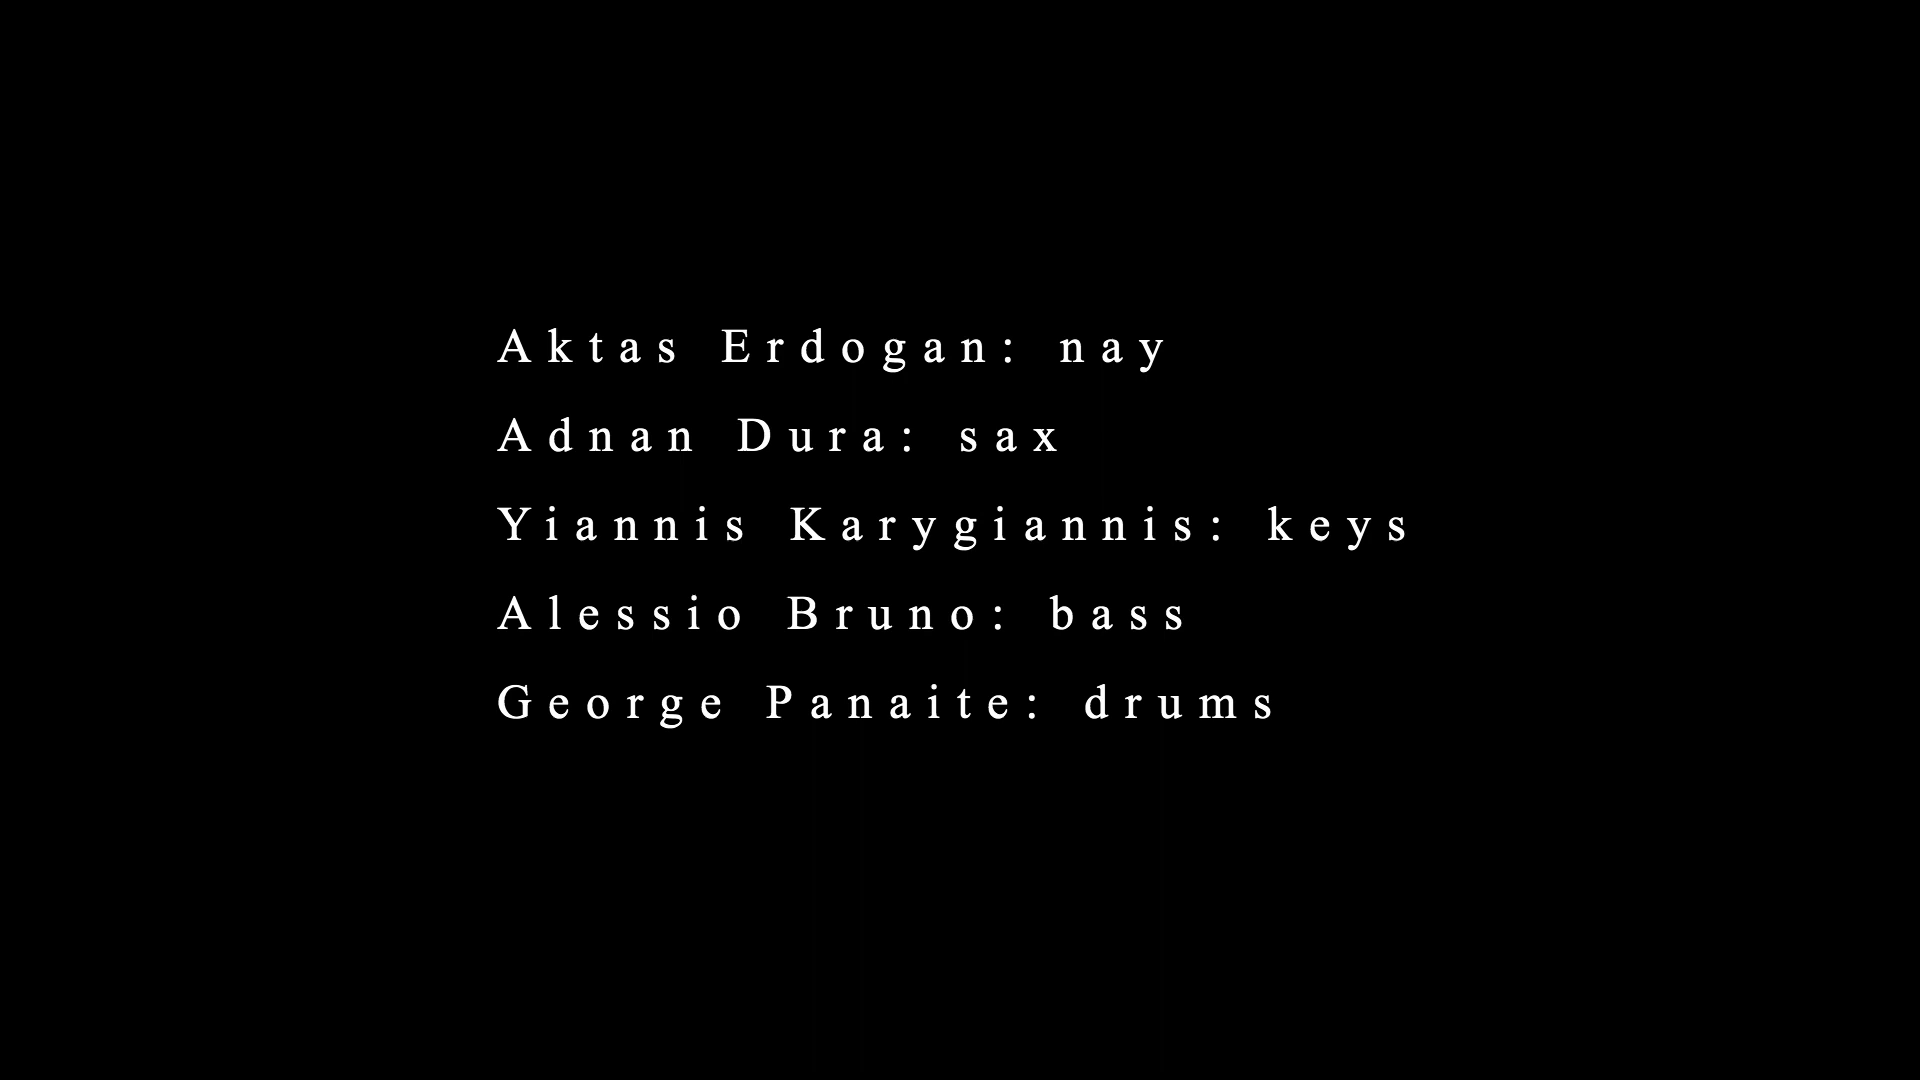 Aktas Erdogan: nay
Adnan Dura: sax
Yiannis Karygiannis: keys
Alessio Bruno: bass
George Panaite: drums